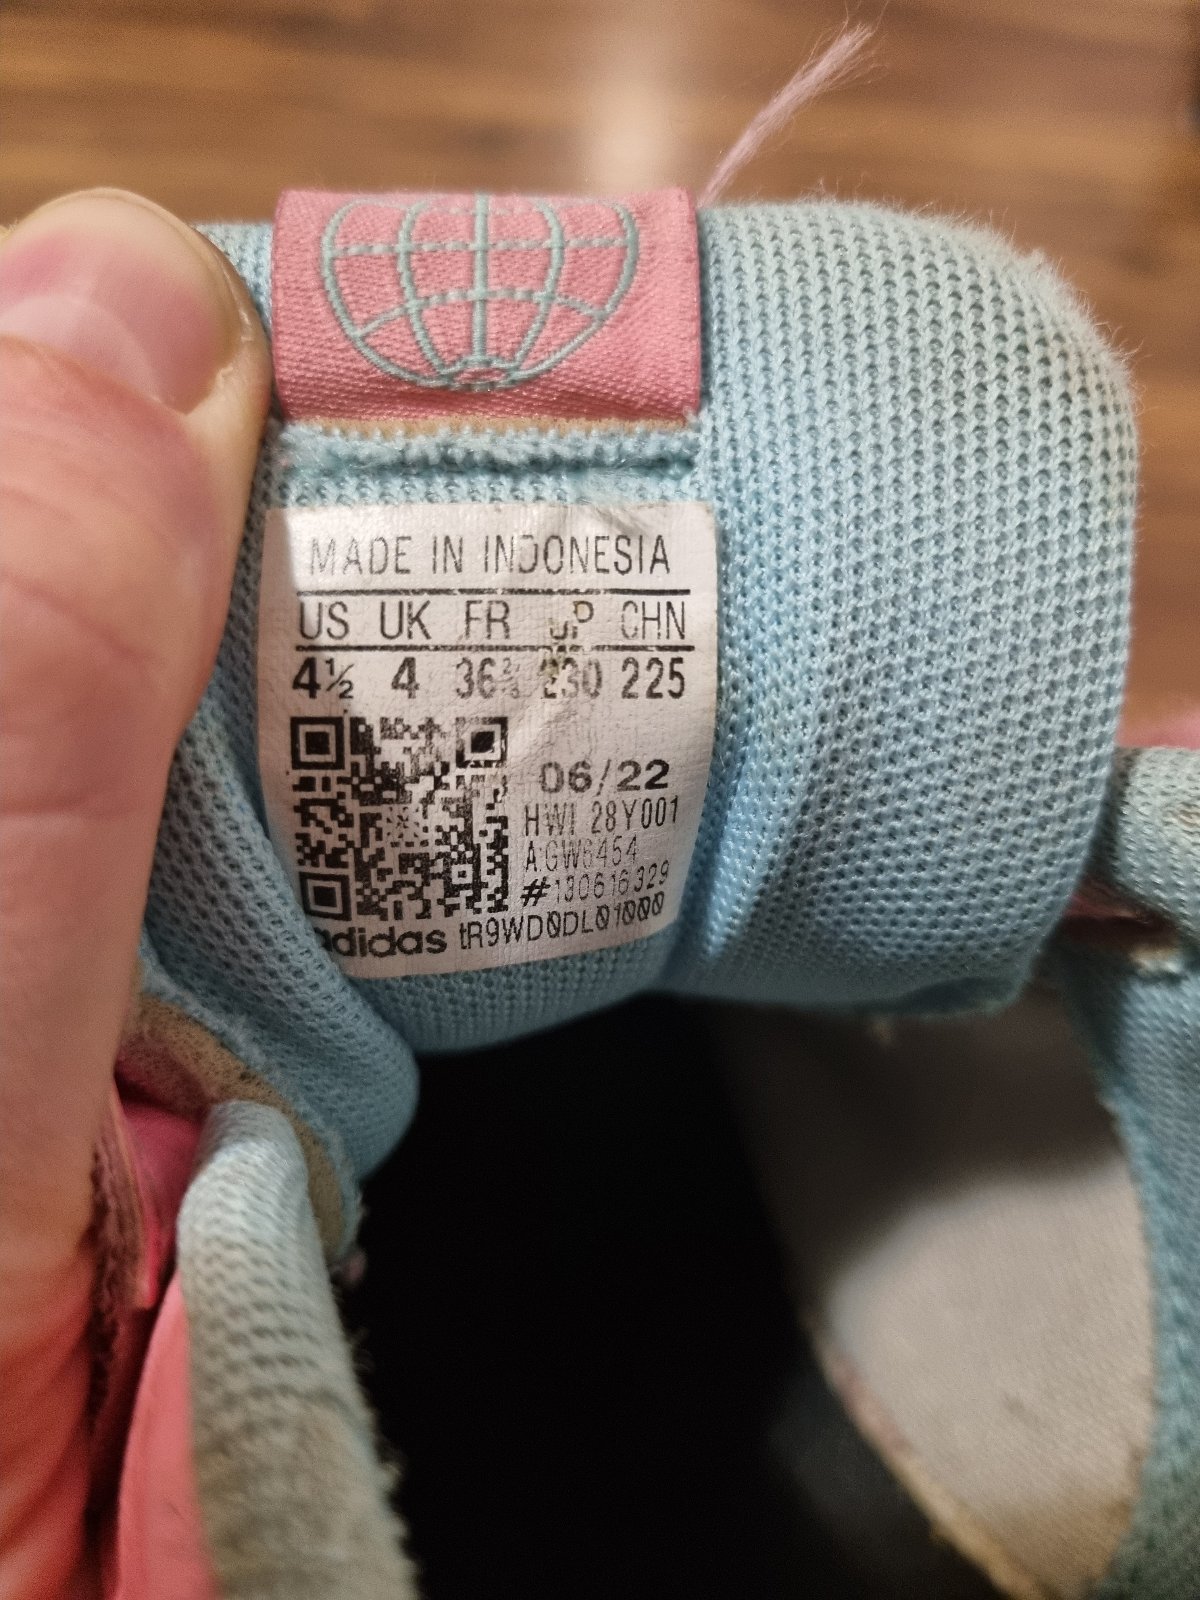 MADE IN INDONESIA
US UK FR JP CHN
4½ 4 36⅔ 230 225
06/22
HWI 28Y001
A:GW6454
#130616329
adidas tR9WD0DL01000